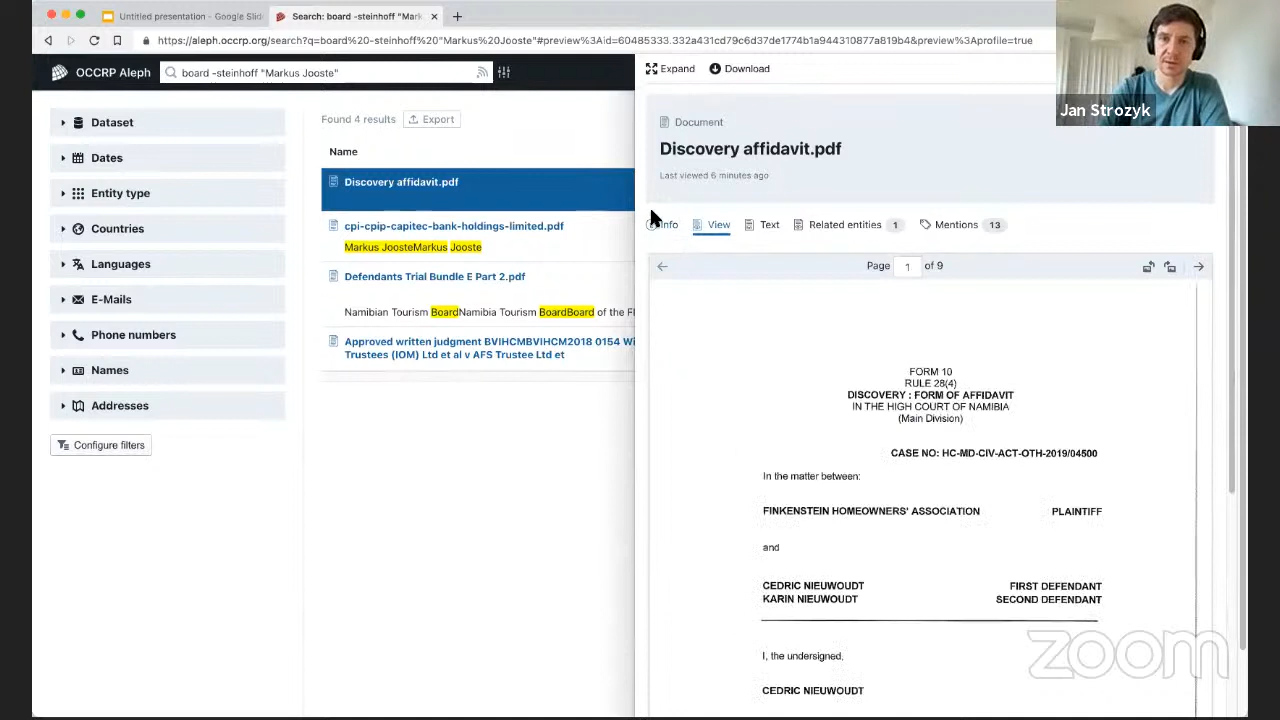 Untitled presentation - Google Slid
Search: board -steinhoff "Mark
https://aleph.occrp.org/search?q=board%20-steinhoff%20"Markus%20Jooste"#preview%3Aid=60485333.332a431cd79c6d37de1774b1a944310877a819b4&preview%3Aprofile=true
OCCRP Aleph
board -steinhoff "Markus Jooste"
Expand
Download
Jan Strozyk
Dataset
Dates
Entity type
Countries
Languages
E-Mails
Phone numbers
Names
Addresses
Configure filters
Found 4 results
Export
Name
Discovery affidavit.pdf
cpi-cpip-capitec-bank-holdings-limited.pdf
Markus JoosteMarkus Jooste
Defendants Trial Bundle E Part 2.pdf
Namibian Tourism BoardNamibia Tourism BoardBoard of the Fl
Approved written judgment BVIHCMBVIHCM2018 0154 Wi
Trustees (IOM) Ltd et al v AFS Trustee Ltd et
Document
Discovery affidavit.pdf
Last viewed 6 minutes ago
Info
View
Text
Related entities 1
Mentions 13
Page 1 of 9
FORM 10
RULE 28(4)
DISCOVERY : FORM OF AFFIDAVIT
IN THE HIGH COURT OF NAMIBIA
(Main Division)
CASE NO: HC-MD-CIV-ACT-OTH-2019/04500
In the matter between:
FINKENSTEIN HOMEOWNERS' ASSOCIATION PLAINTIFF
and
CEDRIC NIEUWOUDT FIRST DEFENDANT
KARIN NIEUWOUDT SECOND DEFENDANT
I, the undersigned,
CEDRIC NIEUWOUDT
zoom